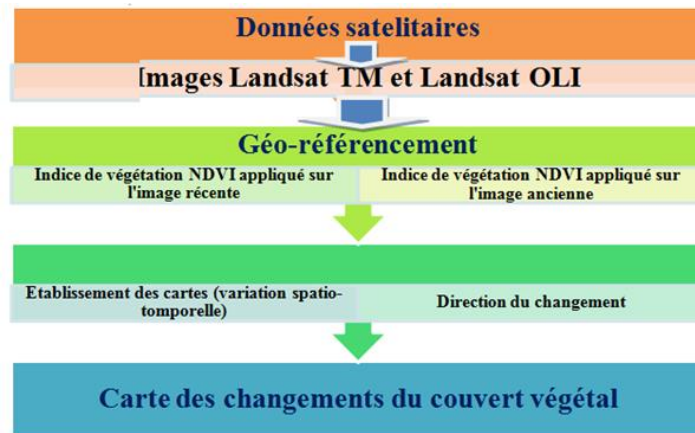 Données satelitaires
Images Landsat TM et Landsat OLI
Géo-référencement
Indice de végétation NDVI appliqué sur
l'image récente
Indice de végétation NDVI appliqué sur
l'image ancienne
Etablissement des cartes (variation spatio-
tomporelle)
Direction du changement
Carte des changements du couvert végétal